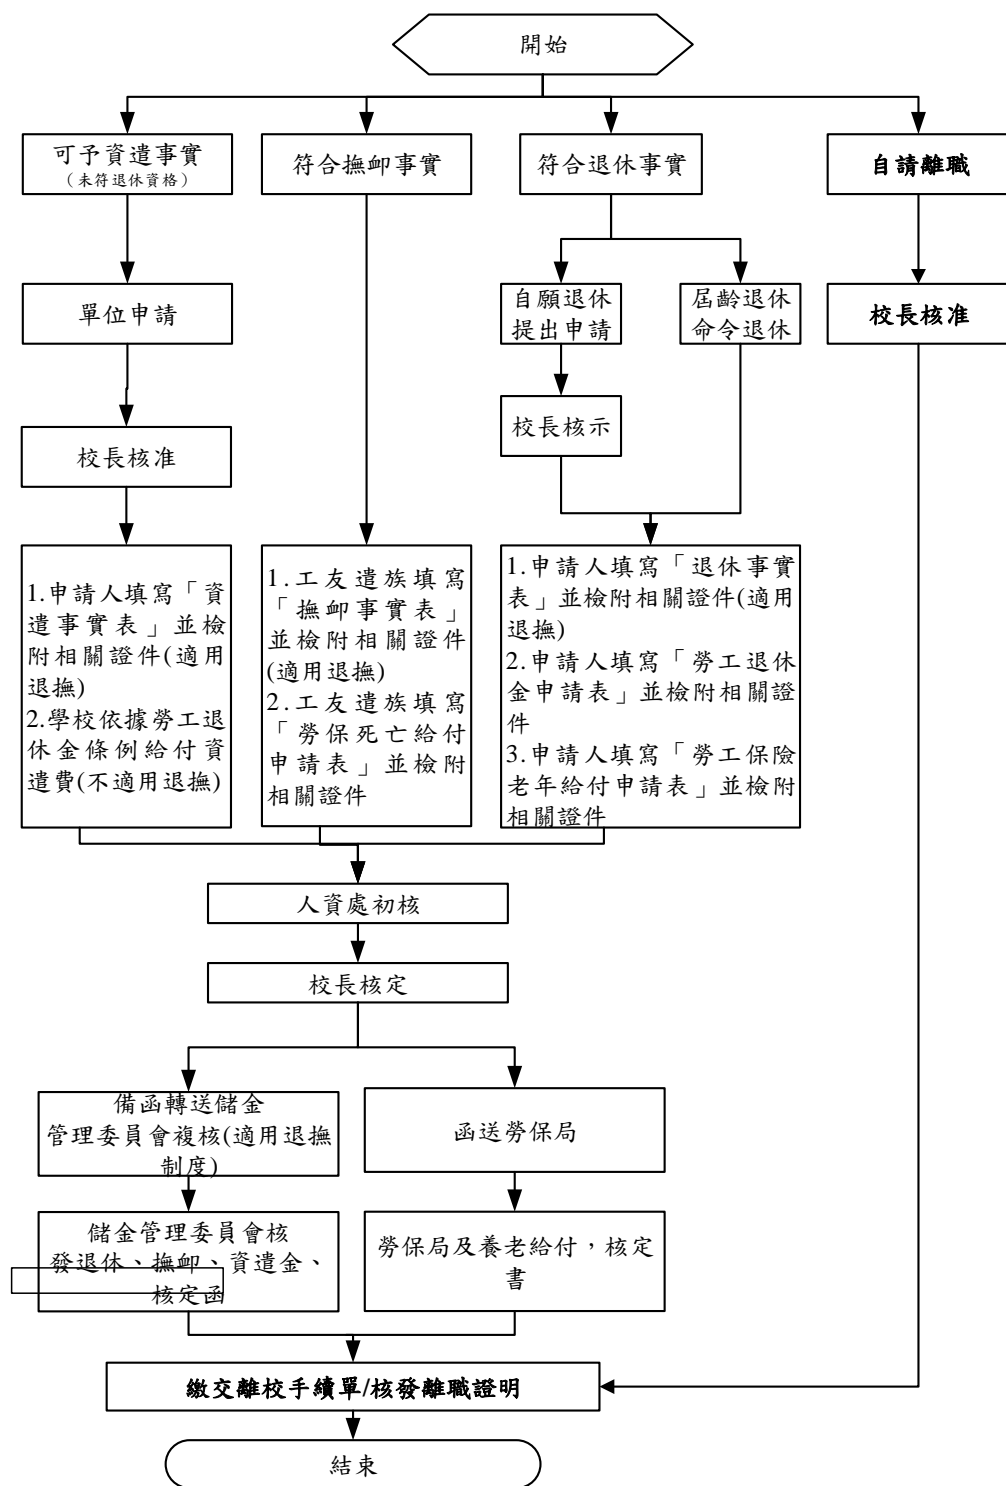 開始
可予資遣事實
（未符退休資格）
符合撫卹事實
符合退休事實
自請離職
單位申請
自願退休
提出申請
屆齡退休
命令退休
校長核准
校長核准
校長核示
1.申請人填寫「資
遣事實表」並檢
附相關證件(適用
退撫)
2.學校依據勞工退
休金條例給付資
遣費(不適用退撫)
1.工友遺族填寫
「撫卹事實表」
並檢附相關證件
(適用退撫)
2.工友遺族填寫
「勞保死亡給付
申請表」並檢附
相關證件
1.申請人填寫「退休事實
表」並檢附相關證件(適用
退撫)
2.申請人填寫「勞工退休
金申請表」並檢附相關證
件
3.申請人填寫「勞工保險
老年給付申請表」並檢附
相關證件
人資處初核
校長核定
備函轉送儲金
管理委員會複核(適用退撫
制度)
函送勞保局
儲金管理委員會核
發退休、撫卹、資遣金、
核定函
勞保局及養老給付，核定
書
繳交離校手續單/核發離職證明
結束